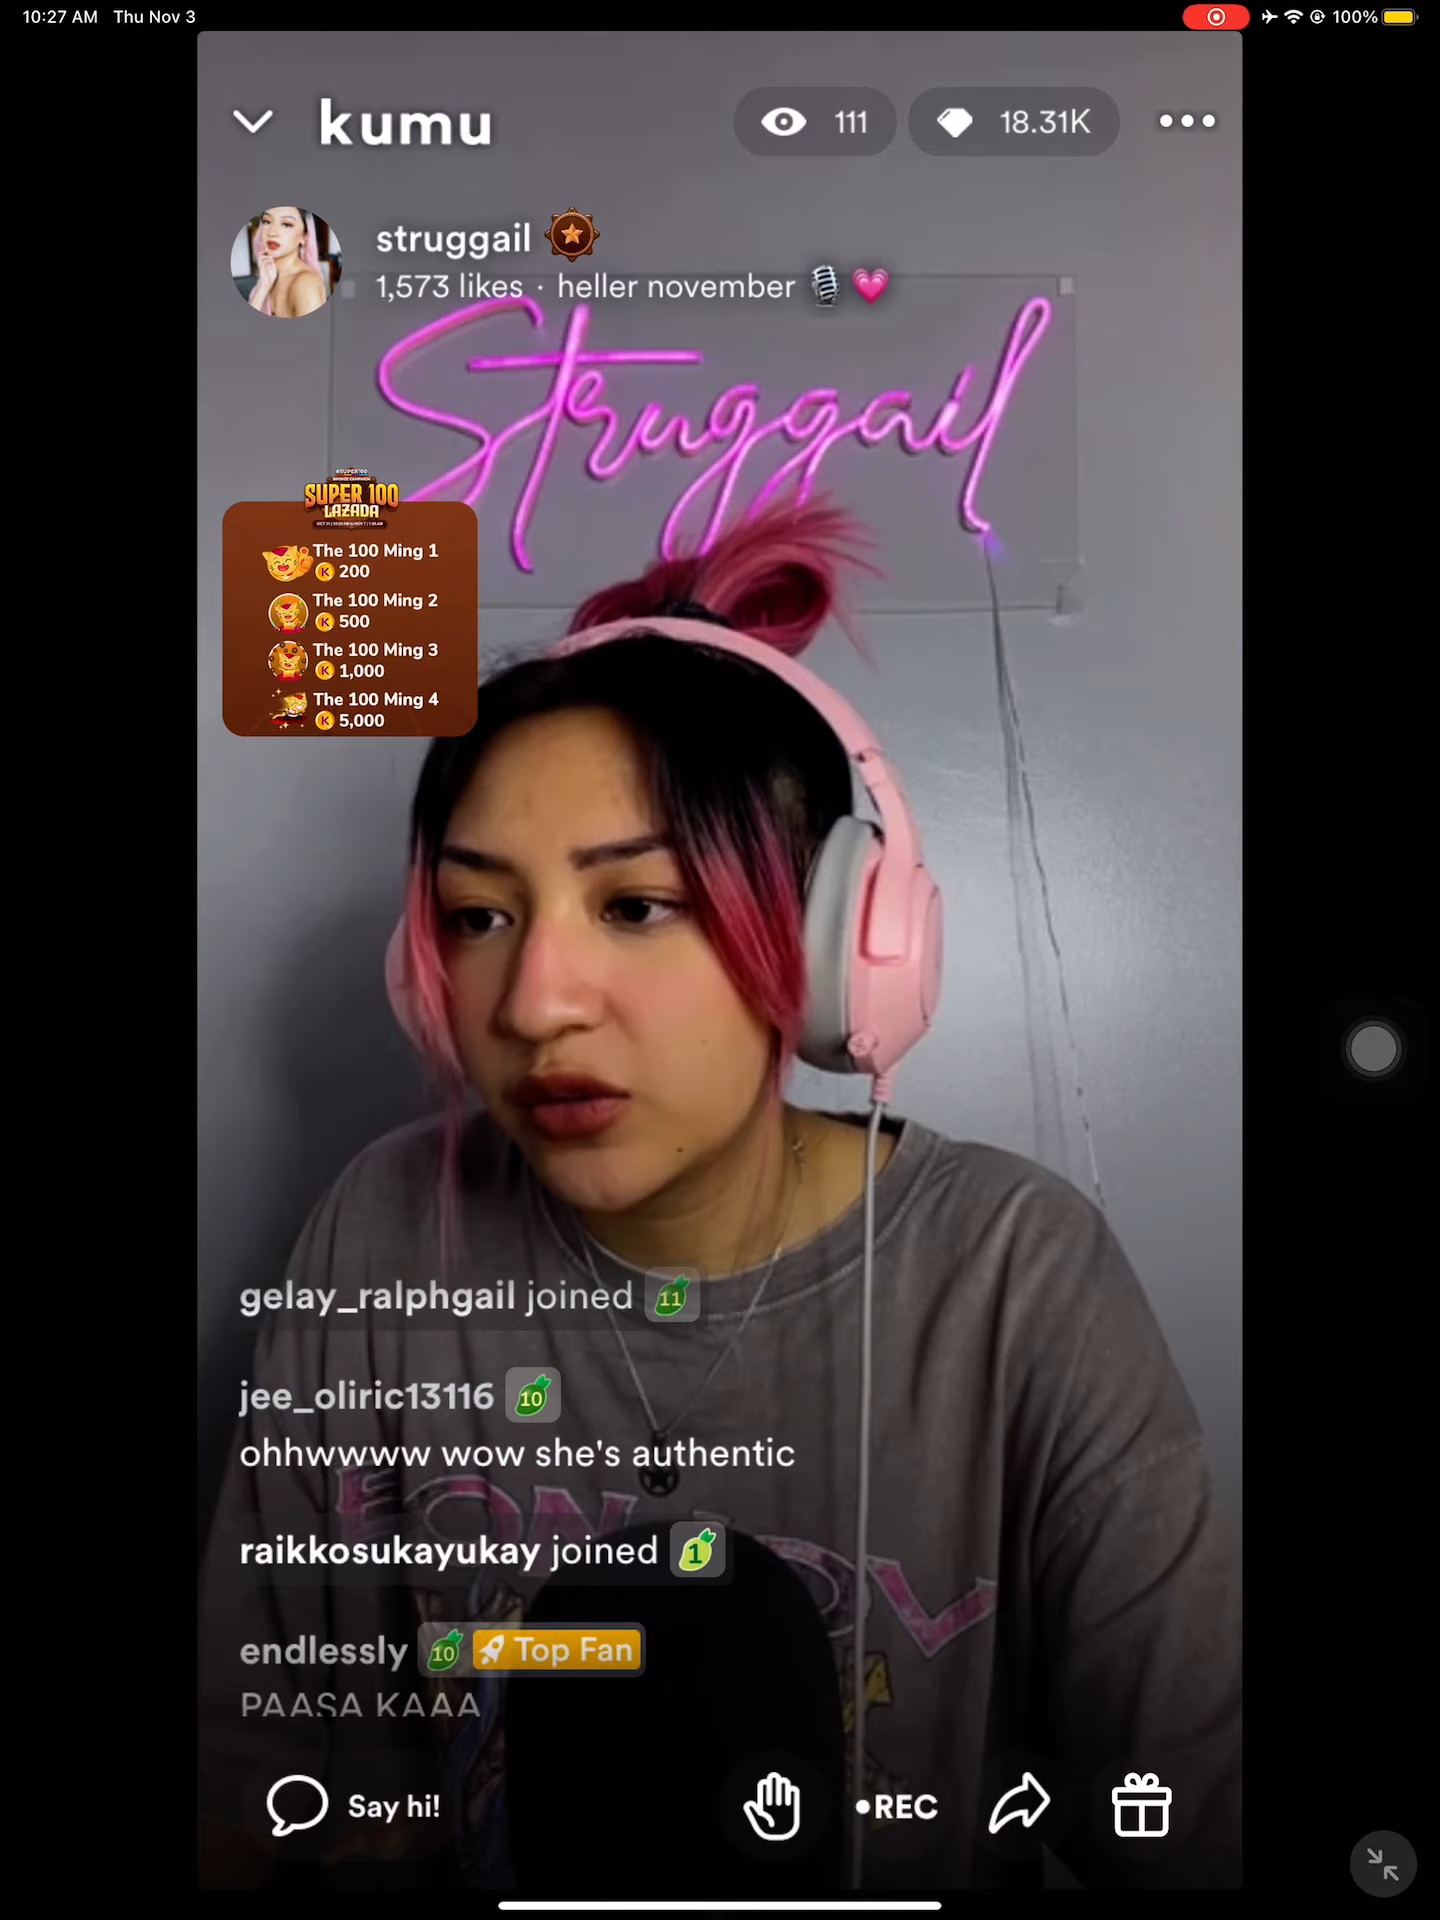 10:27 AM Thu Nov 3
100%
kumu
111
18.31K
struggail
1,573 likes · heller november 🎙️ 💗
Struggail
#SUPER100
BRONZE CAMPAIGN
SUPER 100
LAZADA
The 100 Ming 1
K 200
The 100 Ming 2
K 500
The 100 Ming 3
K 1,000
The 100 Ming 4
K 5,000
gelay_ralphgail joined 11
jee_oliric13116 10
ohhwwww wow she's authentic
raikkosukayukay joined 1
endlessly 10 Top Fan
PAASA KAAA
Say hi!
•REC